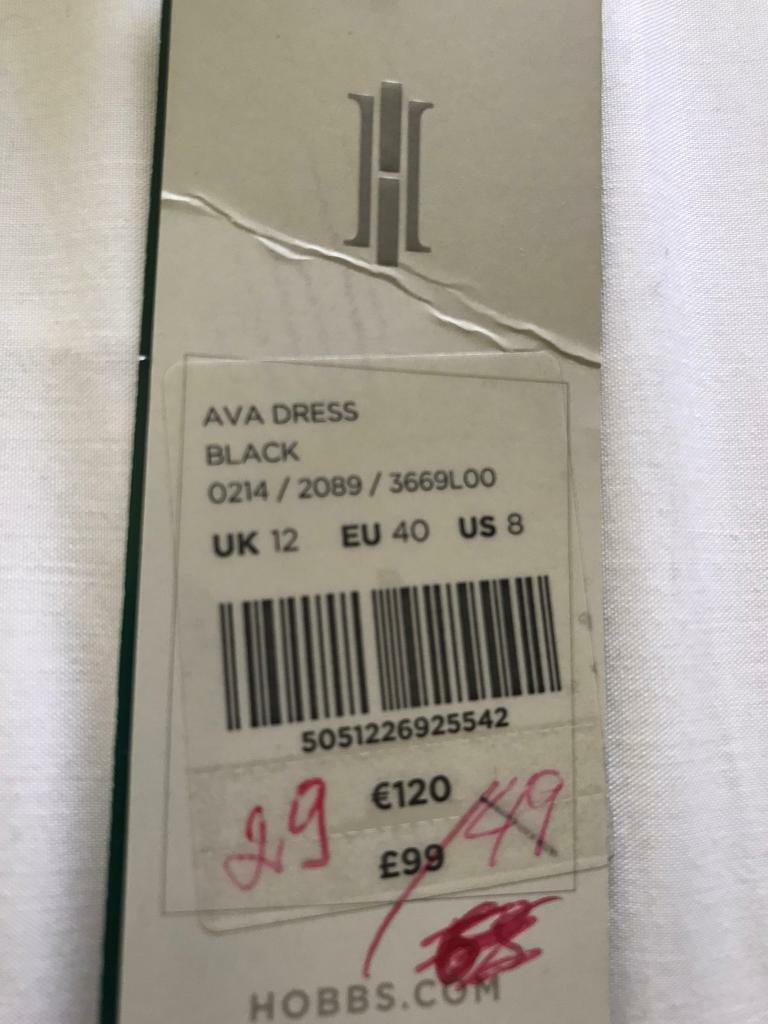 AVA DRESS
BLACK
0214 / 2089 / 3669L00
UK 12 EU 40 US 8
5051226925542
€120
29 49
£99
HOBBS.COM